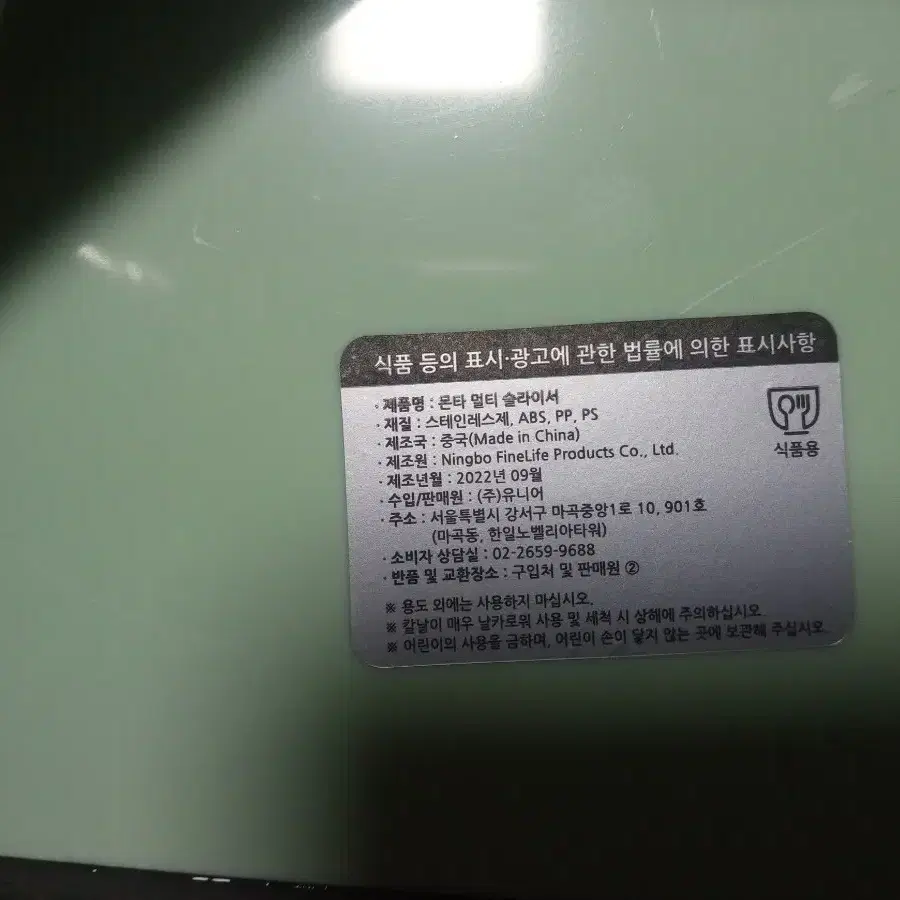 식품 등의 표시·광고에 관한 법률에 의한 표시사항
· 제품명 : 몬타 멀티 슬라이서
· 재질 : 스테인레스제, ABS, PP, PS
· 제조국 : 중국(Made in China)
· 제조원 : Ningbo FineLife Products Co., Ltd.
· 제조년월 : 2022년 09월
· 수입/판매원 : (주)유니어
· 주소 : 서울특별시 강서구 마곡중앙1로 10, 901호
(마곡동, 한일노벨리아타워)
· 소비자 상담실 : 02-2659-9688
· 반품 및 교환장소 : 구입처 및 판매원 ②
식품용
※ 용도 외에는 사용하지 마십시오.
※ 칼날이 매우 날카로워 사용 및 세척 시 상해에 주의하십시오.
※ 어린이의 사용을 금하며, 어린이 손이 닿지 않는 곳에 보관해 주십시오.